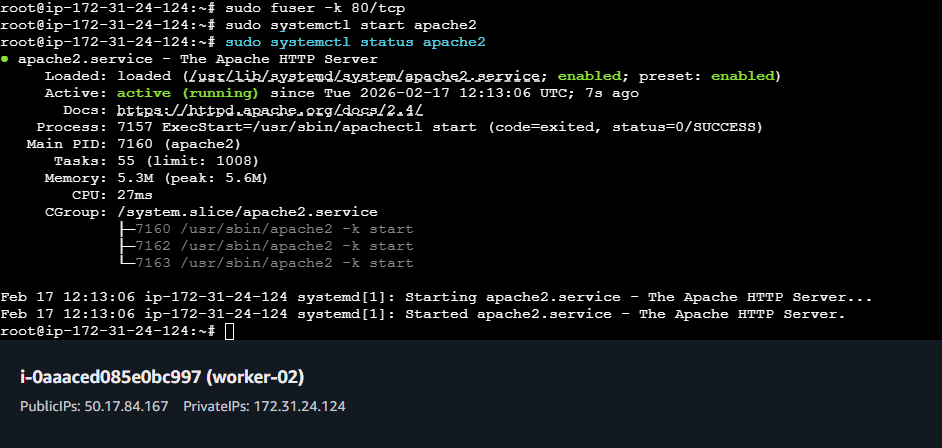 root@ip-172-31-24-124:~# sudo fuser -k 80/tcp
root@ip-172-31-24-124:~# sudo systemctl start apache2
root@ip-172-31-24-124:~# sudo systemctl status apache2
● apache2.service - The Apache HTTP Server
     Loaded: loaded (/usr/lib/systemd/system/apache2.service; enabled; preset: enabled)
     Active: active (running) since Tue 2026-02-17 12:13:06 UTC; 7s ago
       Docs: https://httpd.apache.org/docs/2.4/
    Process: 7157 ExecStart=/usr/sbin/apachectl start (code=exited, status=0/SUCCESS)
   Main PID: 7160 (apache2)
      Tasks: 55 (limit: 1008)
     Memory: 5.3M (peak: 5.6M)
        CPU: 27ms
     CGroup: /system.slice/apache2.service
             ├─7160 /usr/sbin/apache2 -k start
             ├─7162 /usr/sbin/apache2 -k start
             └─7163 /usr/sbin/apache2 -k start
Feb 17 12:13:06 ip-172-31-24-124 systemd[1]: Starting apache2.service - The Apache HTTP Server...
Feb 17 12:13:06 ip-172-31-24-124 systemd[1]: Started apache2.service - The Apache HTTP Server.
root@ip-172-31-24-124:~#
i-0aaaced085e0bc997 (worker-02)
PublicIPs: 50.17.84.167 PrivateIPs: 172.31.24.124